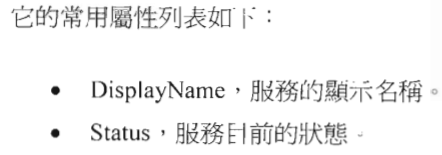 它的常用屬性列表如下：
• DisplayName，服務的顯示名稱。
• Status，服務目前的狀態。